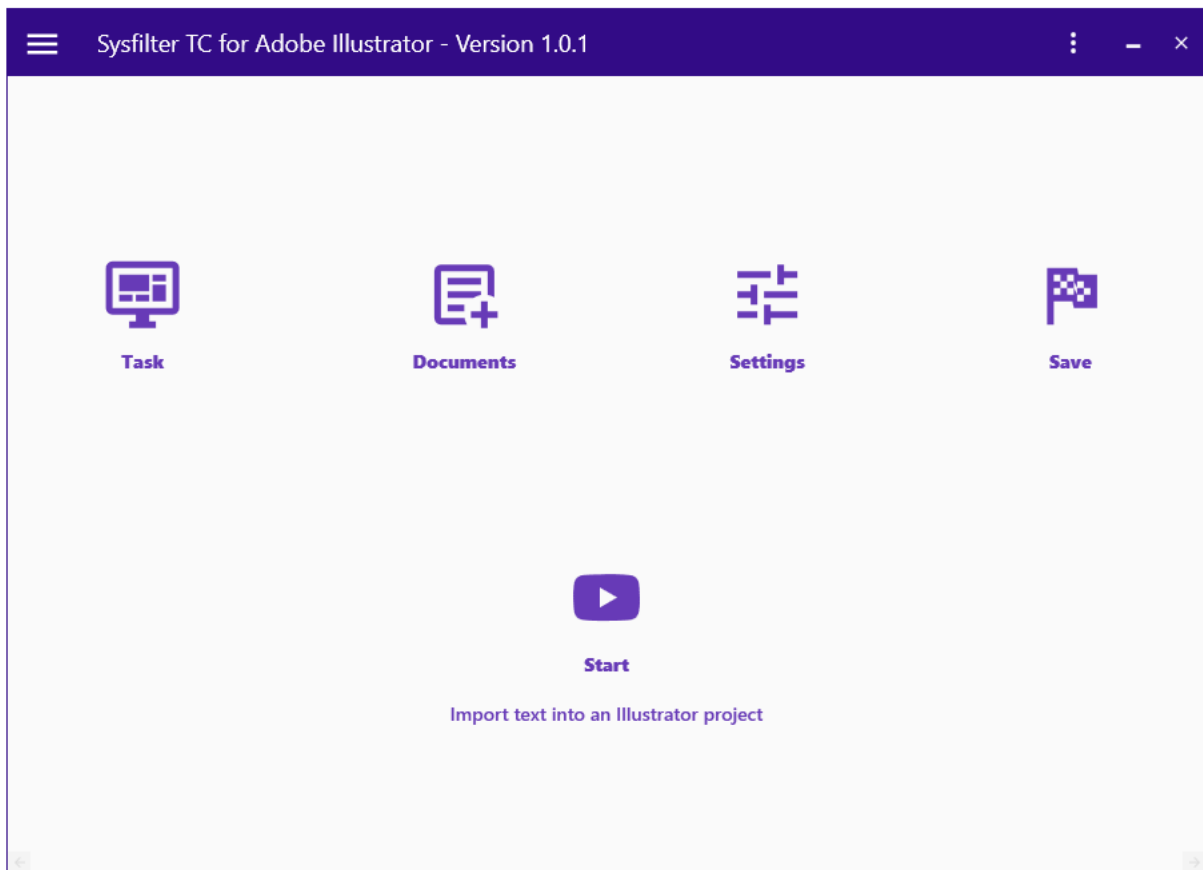 Sysfilter TC for Adobe Illustrator - Version 1.0.1
Task
Documents
Settings
Save
Start
Import text into an Illustrator project